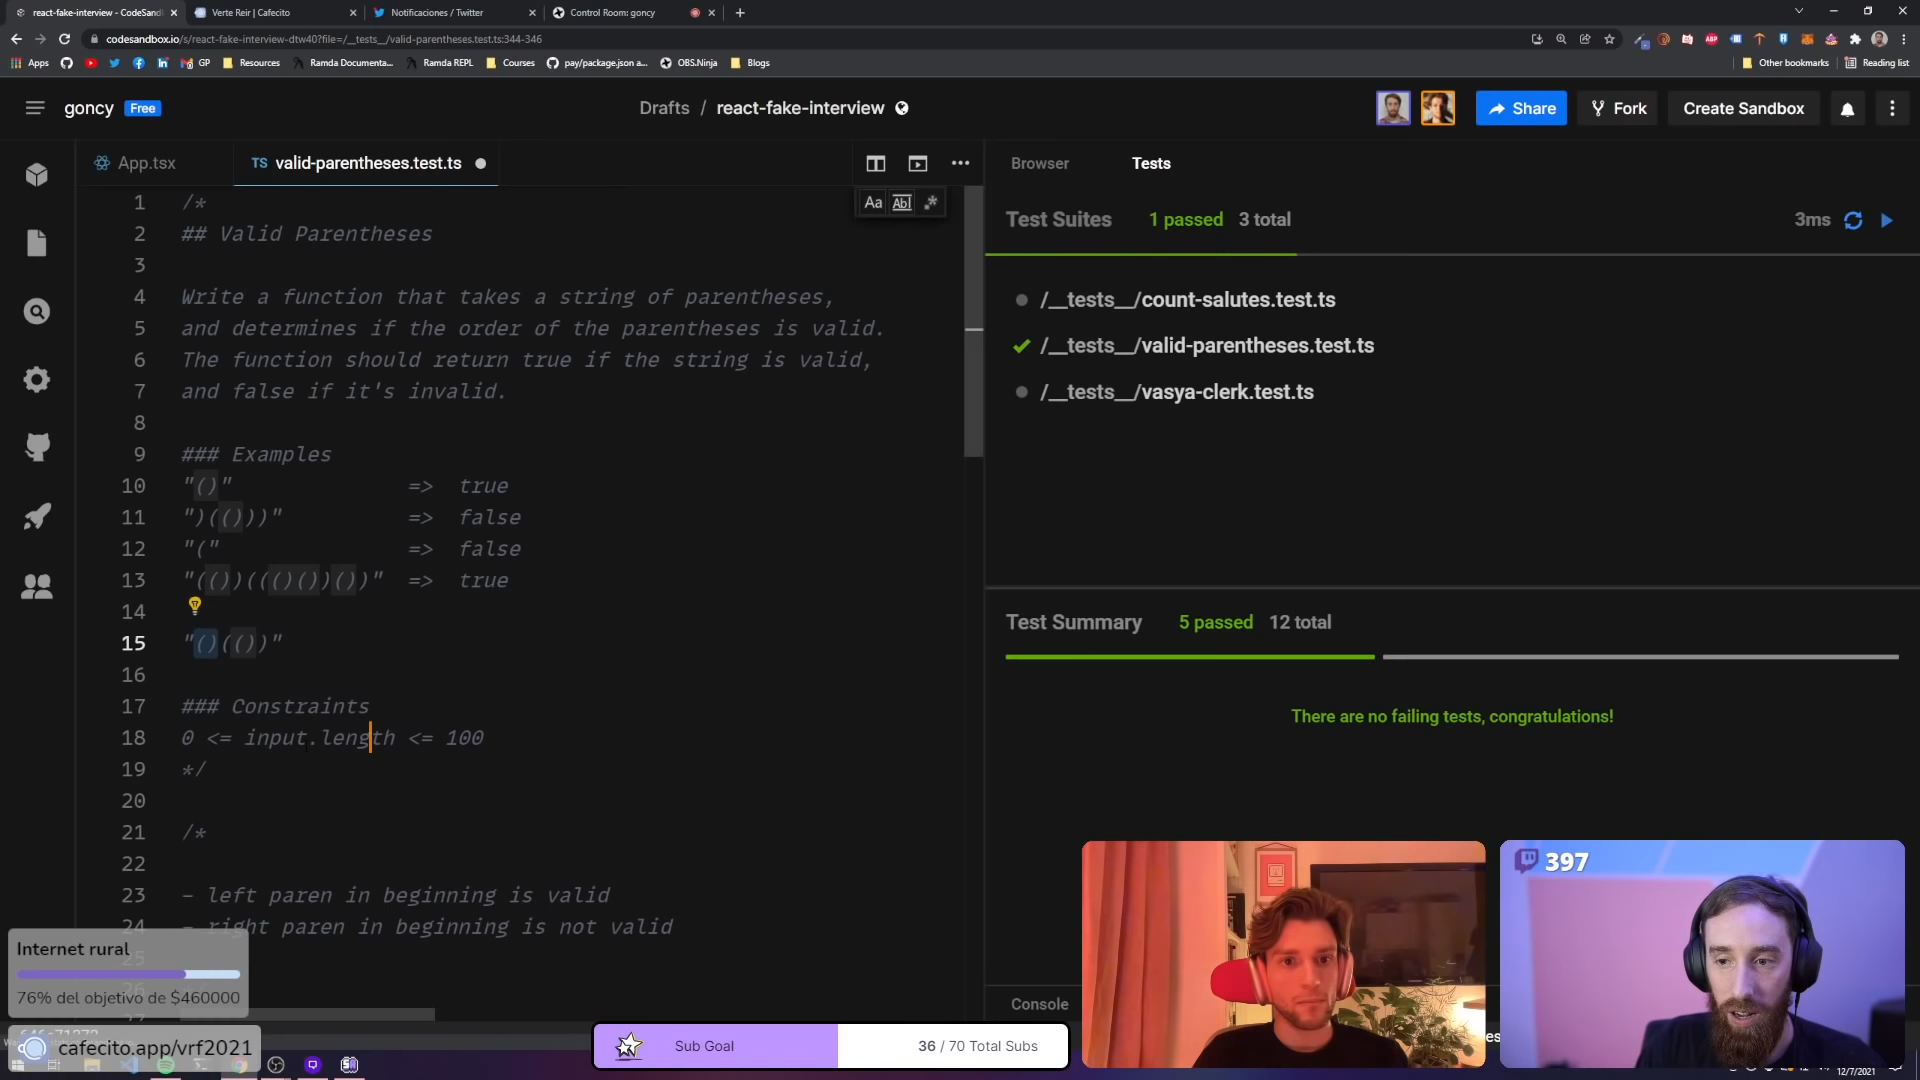 react-fake-interview - CodeSand
Verte Reir | Cafecito
Notificaciones / Twitter
Control Room: goncy
codesandbox.io/s/react-fake-interview-dtw40?file=/__tests__/valid-parentheses.test.ts:344-346
Apps
GP
Resources
Ramda Documenta...
Ramda REPL
Courses
pay/package.json a...
OBS.Ninja
Blogs
Other bookmarks
Reading list
goncy Free
Drafts / react-fake-interview
Share
Fork
Create Sandbox
App.tsx
TS valid-parentheses.test.ts
Aa Abl .*
1 /*
2 ## Valid Parentheses
3
4 Write a function that takes a string of parentheses,
5 and determines if the order of the parentheses is valid.
6 The function should return true if the string is valid,
7 and false if it's invalid.
8
9 ### Examples
10 "()" => true
11 ")(()))" => false
12 "(" => false
13 "(())((()())())" => true
14
15 "()(())"
16
17 ### Constraints
18 0 <= input.length <= 100
19 */
20
21 /*
22
23 - left paren in beginning is valid
24 - right paren in beginning is not valid
Browser
Tests
Test Suites 1 passed 3 total
3ms
/__tests__/count-salutes.test.ts
/__tests__/valid-parentheses.test.ts
/__tests__/vasya-clerk.test.ts
Test Summary 5 passed 12 total
There are no failing tests, congratulations!
Console
397
Internet rural
76% del objetivo de $460000
cafecito.app/vrf2021
Sub Goal
36 / 70 Total Subs
12/7/2021